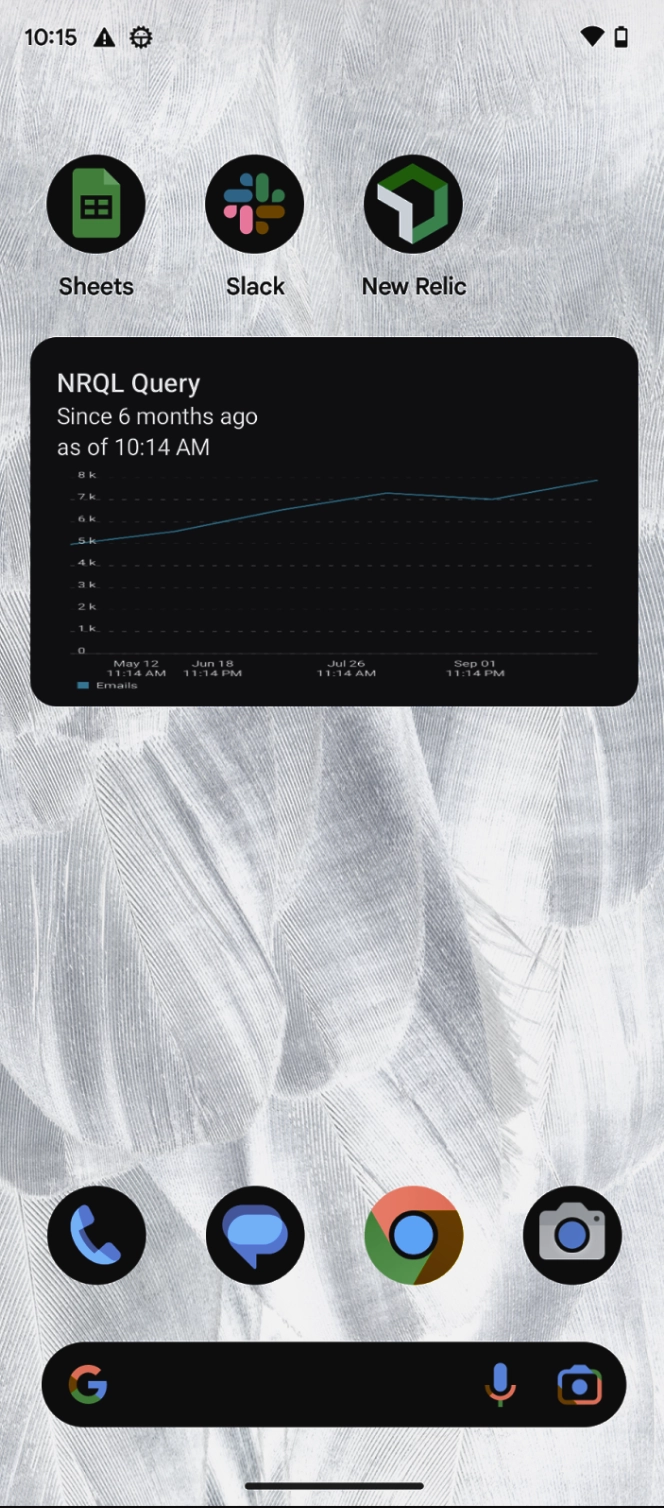 10:15
Sheets Slack New Relic
NRQL Query
Since 6 months ago
as of 10:14 AM
8 k
7 k
6 k
5 k
4 k
3 k
2 k
1 k
0
May 12 Jun 18 Jul 26 Sep 01
11:14 AM 11:14 PM 11:14 AM 11:14 PM
Emails